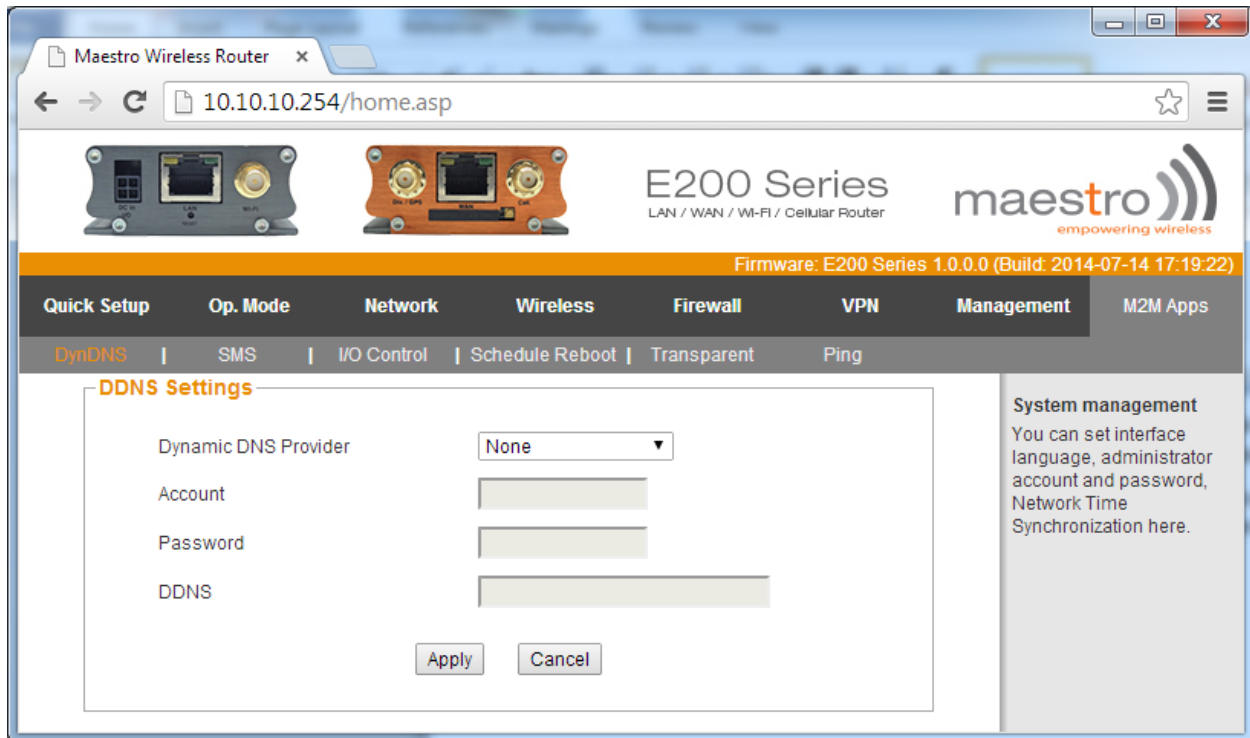 Maestro Wireless Router
10.10.10.254/home.asp
E200 Series
LAN / WAN / WI-FI / Cellular Router
maestro
empowering wireless
Firmware: E200 Series 1.0.0.0 (Build: 2014-07-14 17:19:22)
Quick Setup Op. Mode Network Wireless Firewall VPN Management M2M Apps
DynDNS | SMS | I/O Control | Schedule Reboot | Transparent Ping
DDNS Settings
Dynamic DNS Provider None
Account
Password
DDNS
Apply Cancel
System management
You can set interface
language, administrator
account and password,
Network Time
Synchronization here.